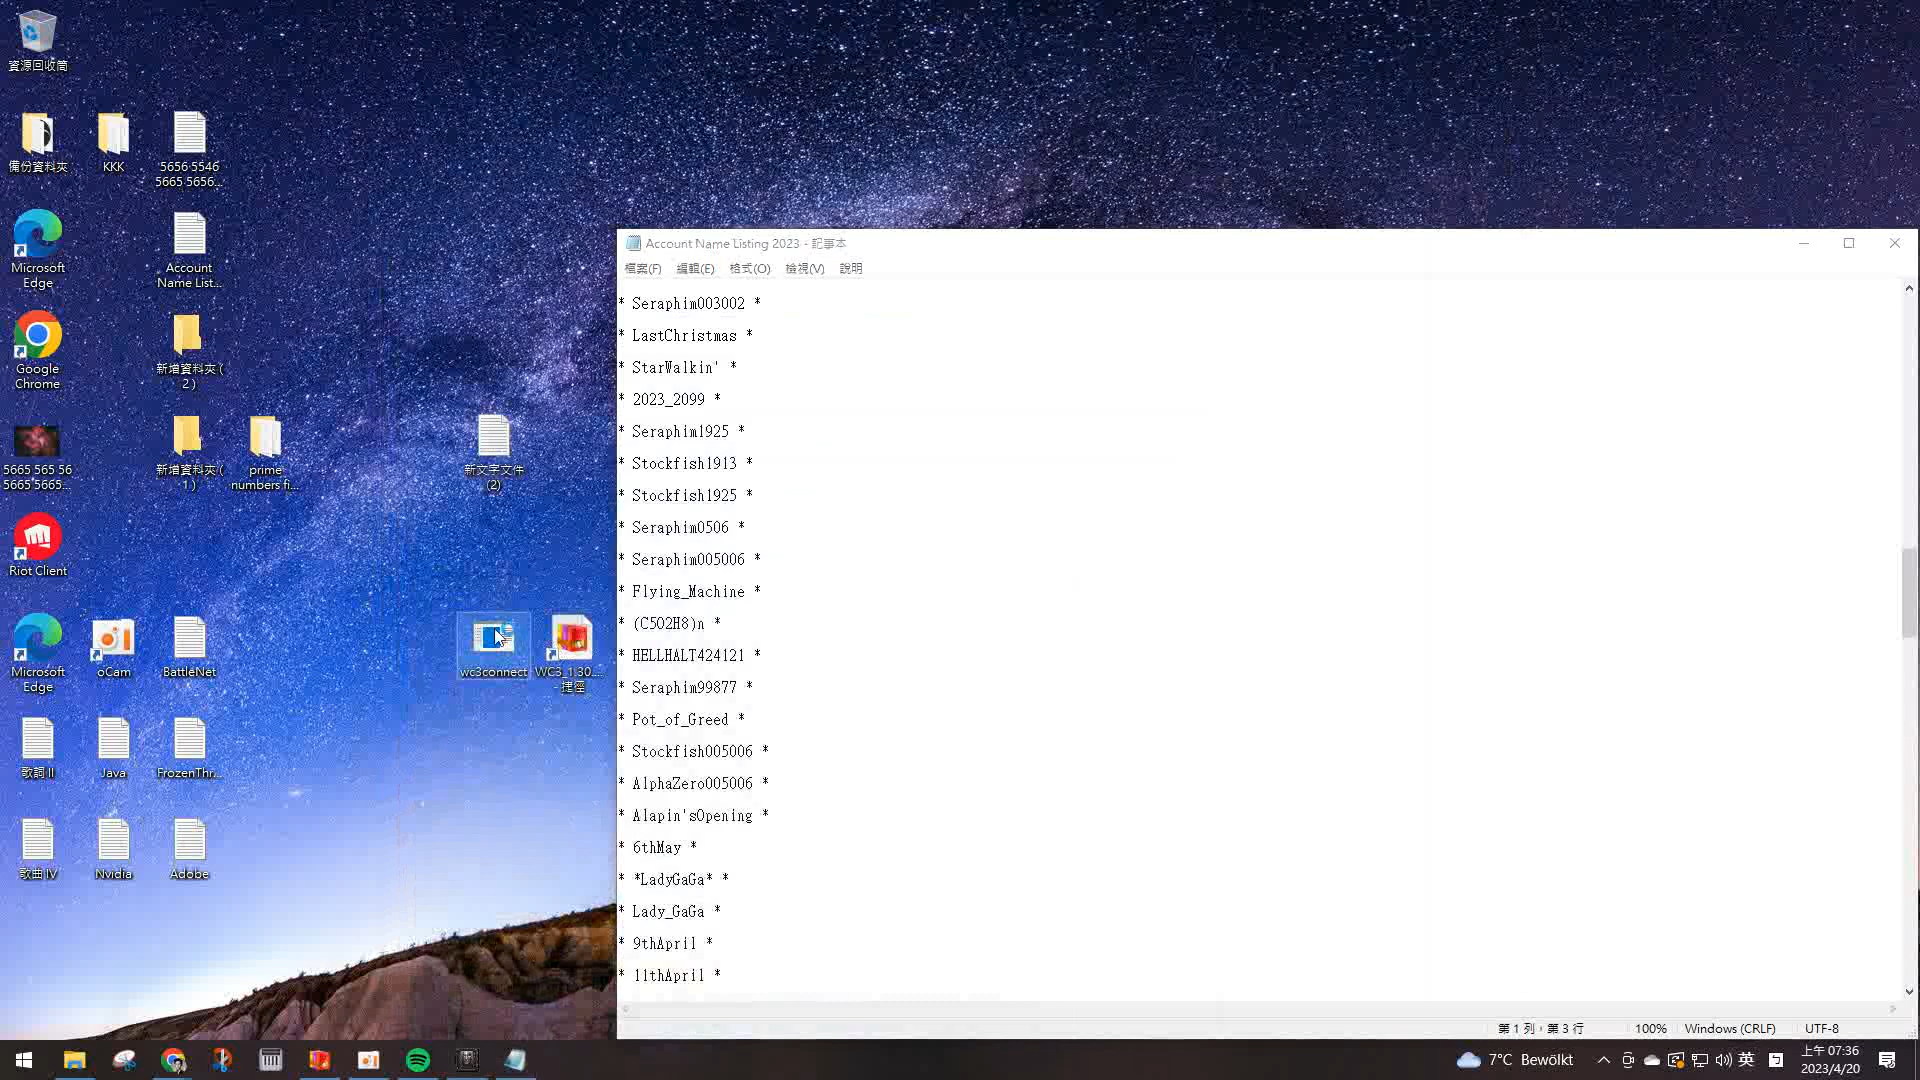 資源回收筒
備份資料夾
KKK
5656 5546
5665 5656...
Microsoft
Edge
Account
Name List...
Google
Chrome
新增資料夾 (
2 )
5665 565 56
5665 5665...
新增資料夾 (
1 )
prime
numbers fi...
新文字文件
(2)
Riot Client
Microsoft
Edge
oCam
BattleNet
wc3connect
WC3_1.30....
- 捷徑
歌詞 II
Java
FrozenThr...
歌曲 IV
Nvidia
Adobe
Account Name Listing 2023 - 記事本
檔案(F) 編輯(E) 格式(O) 檢視(V) 說明
* Seraphim003002 *
* LastChristmas *
* StarWalkin' *
* 2023_2099 *
* Seraphim1925 *
* Stockfish1913 *
* Stockfish1925 *
* Seraphim0506 *
* Seraphim005006 *
* Flying_Machine *
* (C5O2H8)n *
* HELLHALT424121 *
* Seraphim99877 *
* Pot_of_Greed *
* Stockfish005006 *
* AlphaZero005006 *
* Alapin'sOpening *
* 6thMay *
* *LadyGaGa* *
* Lady_GaGa *
* 9thApril *
* 11thApril *
第 1 列，第 3 行 100% Windows (CRLF) UTF-8
7°C Bewölkt 英
上午 07:36
2023/4/20